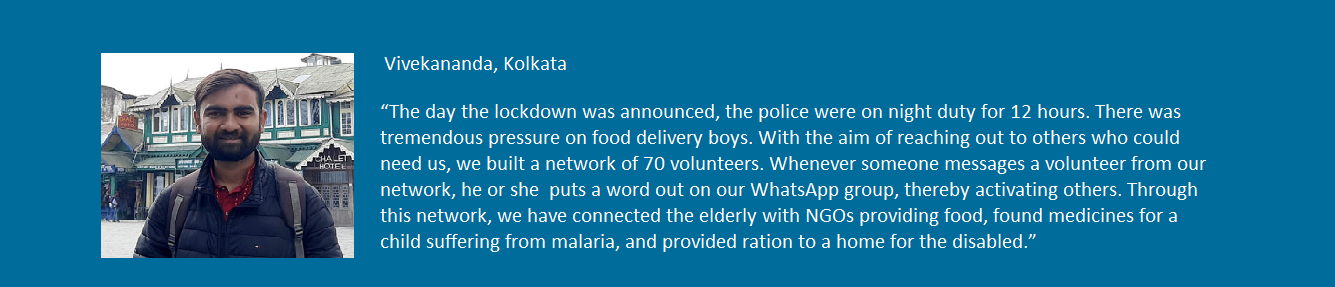 Vivekananda, Kolkata
“The day the lockdown was announced, the police were on night duty for 12 hours. There was
tremendous pressure on food delivery boys. With the aim of reaching out to others who could
need us, we built a network of 70 volunteers. Whenever someone messages a volunteer from our
network, he or she  puts a word out on our WhatsApp group, thereby activating others. Through
this network, we have connected the elderly with NGOs providing food, found medicines for a
child suffering from malaria, and provided ration to a home for the disabled.”
CHALET
HOTEL